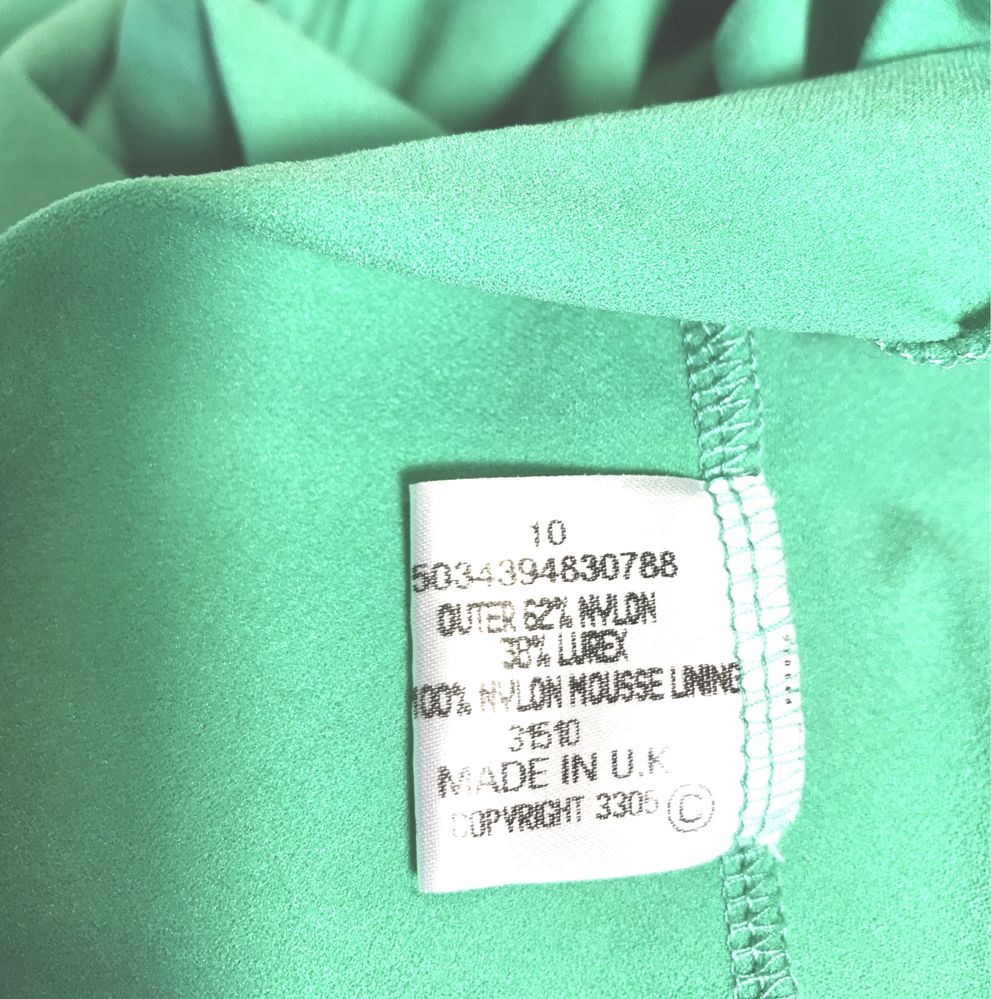 10
5034394830788
OUTER 62% NYLON
38% LUREX
100% NYLON MOUSSE LINING
31510
MADE IN U.K
COPYRIGHT 3305 ©